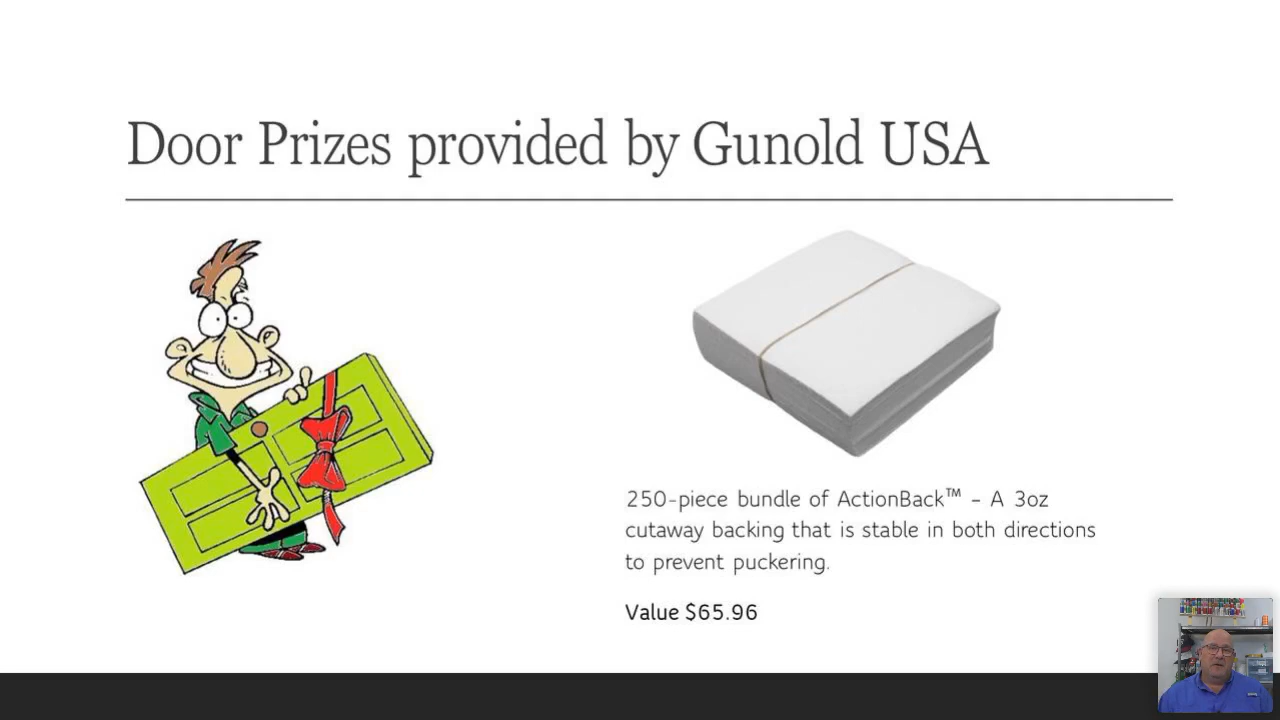 Door Prizes provided by Gunold USA
250-piece bundle of ActionBack™ - A 3oz
cutaway backing that is stable in both directions
to prevent puckering.
Value $65.96